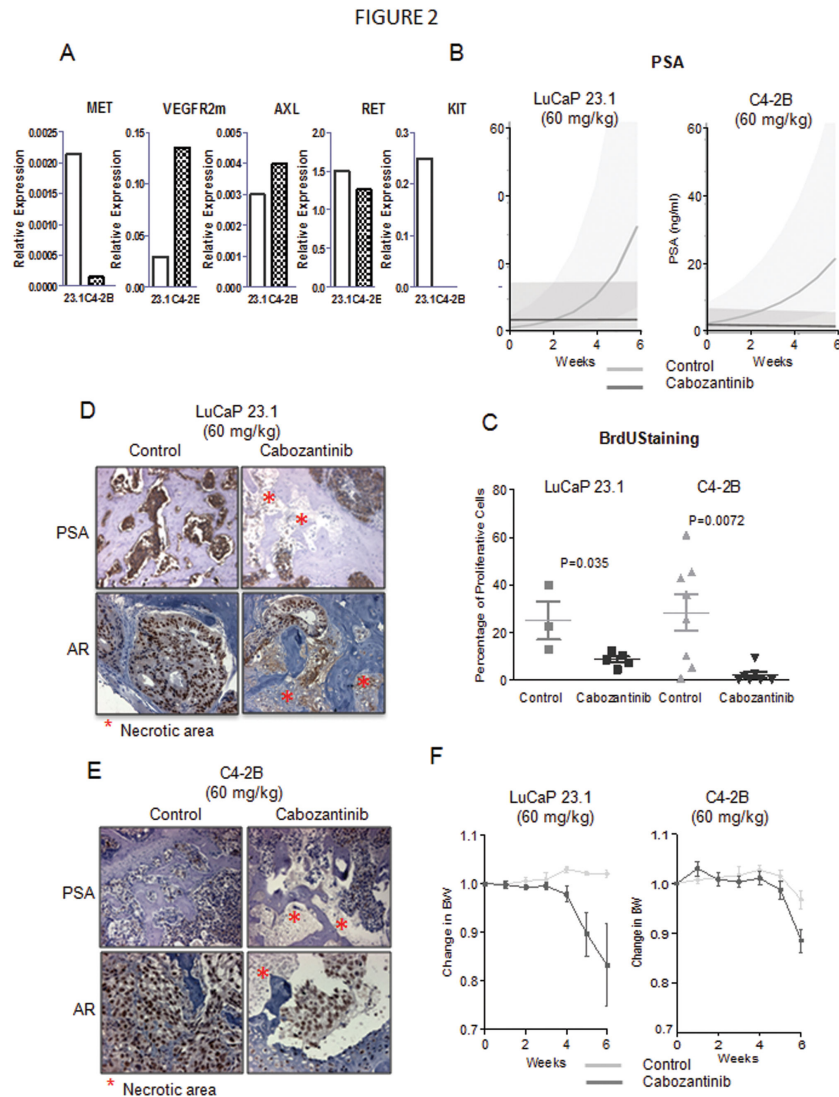 FIGURE 2
A
MET VEGFR2m AXL RET KIT
Relative Expression
0.0025
0.0020
0.0015
0.0010
0.0005
0.0000
23.1C4-2B
Relative Expression
0.15
0.10
0.05
0.00
23.1C4-2E
Relative Expression
0.005
0.004
0.003
0.002
0.001
0.000
23.1C4-2B
Relative Expression
2.0
1.5
1.0
0.5
0.0
23.1C4-2E
Relative Expression
0.3
0.2
0.1
0.0
23.1C4-2B
B
PSA
LuCaP 23.1
(60 mg/kg)
60
0
0
0
0 2 4 6
Weeks
C4-2B
(60 mg/kg)
PSA (ng/ml)
60
40
20
0
0 2 4 6
Weeks
Control
Cabozantinib
D
LuCaP 23.1
(60 mg/kg)
Control Cabozantinib
PSA
* *
AR
* *
* Necrotic area
C
BrdUStaining
LuCaP 23.1 C4-2B
P=0.035 P=0.0072
Percentage of Proliferative Cells
80
60
40
20
0
Control Cabozantinib Control Cabozantinib
E
C4-2B
(60 mg/kg)
Control Cabozantinib
PSA
* *
AR
*
* Necrotic area
F
LuCaP 23.1
(60 mg/kg)
Change in BW
1.1
1.0
0.9
0.8
0.7
0 2 4 6
Weeks
C4-2B
(60 mg/kg)
Change in BW
1.1
1.0
0.9
0.8
0.7
0 2 4 6
Weeks
Control
Cabozantinib